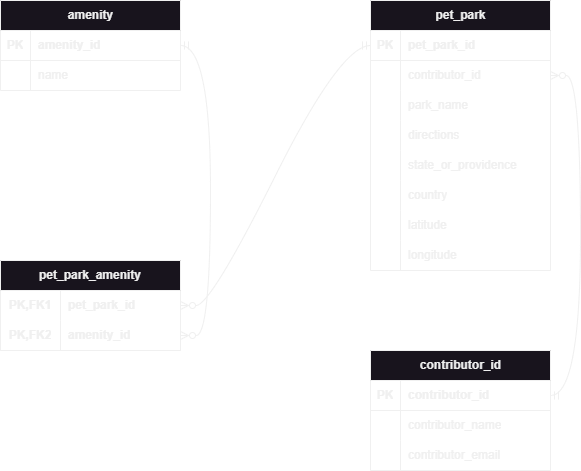 amenity
PK amenity_id
name
pet_park
PK pet_park_id
contributor_id
park_name
directions
state_or_providence
country
latitude
longitude
pet_park_amenity
PK,FK1 pet_park_id
PK,FK2 amenity_id
contributor_id
PK contributor_id
contributor_name
contributor_email